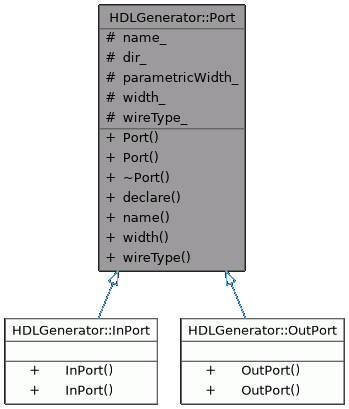 HDLGenerator::Port
# name_
# dir_
# parametricWidth_
# width_
# wireType_
+ Port()
+ Port()
+ ~Port()
+ declare()
+ name()
+ width()
+ wireType()
HDLGenerator::InPort
+ InPort()
+ InPort()
HDLGenerator::OutPort
+ OutPort()
+ OutPort()